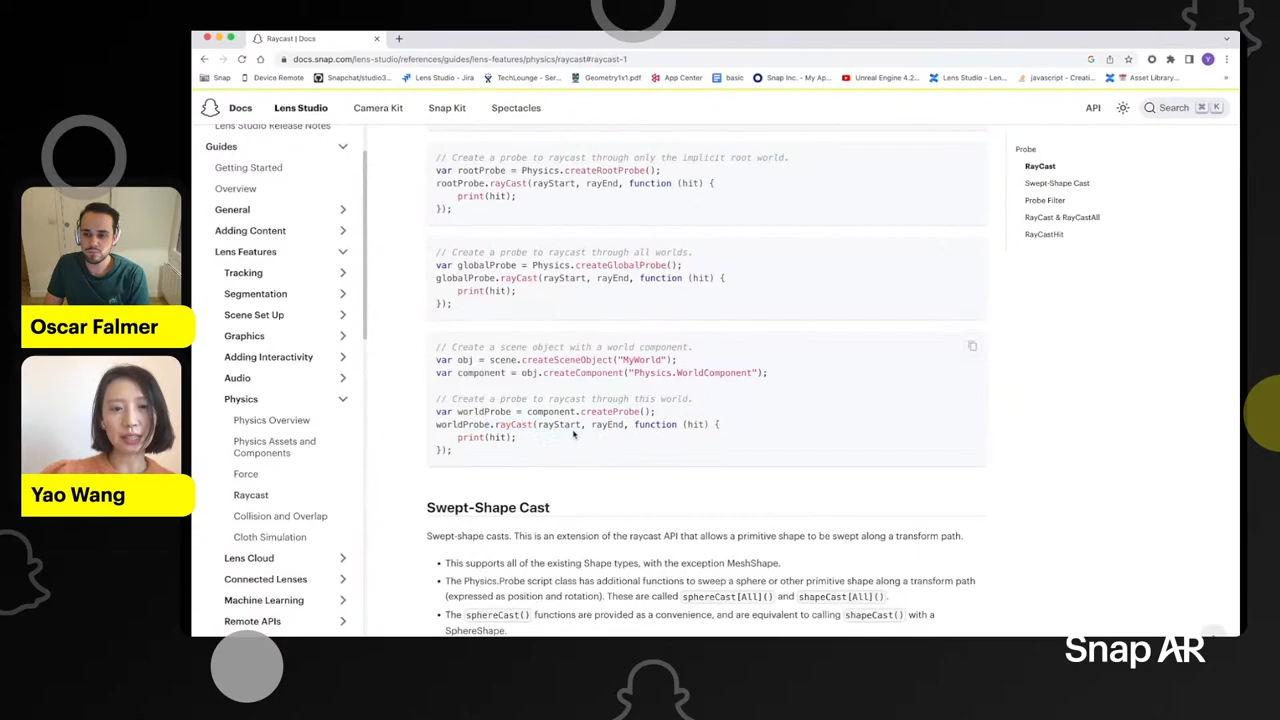 Raycast | Docs
docs.snap.com/lens-studio/references/guides/lens-features/physics/raycast#raycast-1
Snap
Device Remote
Snapchat/studio3...
Lens Studio - Jira
TechLounge - Ser...
Geometry1x1.pdf
App Center
basic
Snap Inc. - My Ap...
Unreal Engine 4.2...
Lens Studio - Len...
javascript - Creati...
Asset Library...
Docs
Lens Studio
Camera Kit
Snap Kit
Spectacles
API
Search ⌘ K
Lens Studio Release Notes
Guides
Getting Started
Overview
General
Adding Content
Lens Features
Tracking
Segmentation
Scene Set Up
Graphics
Adding Interactivity
Audio
Physics
Physics Overview
Physics Assets and
Components
Force
Raycast
Collision and Overlap
Cloth Simulation
Lens Cloud
Connected Lenses
Machine Learning
Remote APIs
// Create a probe to raycast through only the implicit root world.
var rootProbe = Physics.createRootProbe();
rootProbe.rayCast(rayStart, rayEnd, function (hit) {
print(hit);
});
// Create a probe to raycast through all worlds.
var globalProbe = Physics.createGlobalProbe();
globalProbe.rayCast(rayStart, rayEnd, function (hit) {
print(hit);
});
// Create a scene object with a world component.
var obj = scene.createSceneObject("MyWorld");
var component = obj.createComponent("Physics.WorldComponent");
// Create a probe to raycast through this world.
var worldProbe = component.createProbe();
worldProbe.rayCast(rayStart, rayEnd, function (hit) {
print(hit);
});
Swept-Shape Cast
Swept-shape casts. This is an extension of the raycast API that allows a primitive shape to be swept along a transform path.
• This supports all of the existing Shape types, with the exception MeshShape.
• The Physics.Probe script class has additional functions to sweep a sphere or other primitive shape along a transform path
(expressed as position and rotation). These are called sphereCast[All]() and shapeCast[All]().
• The sphereCast() functions are provided as a convenience, and are equivalent to calling shapeCast() with a
SphereShape.
Probe
RayCast
Swept-Shape Cast
Probe Filter
RayCast & RayCastAll
RayCastHit
Oscar Falmer
Yao Wang
Snap AR